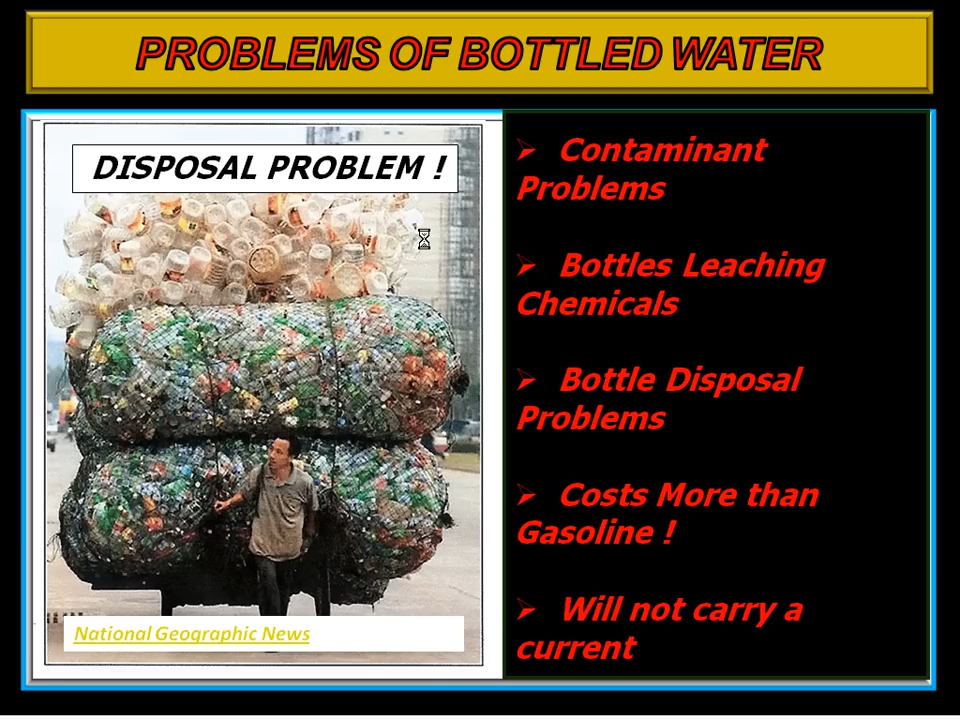 PROBLEMS OF BOTTLED WATER
DISPOSAL PROBLEM !
National Geographic News
➢ Contaminant
Problems
➢ Bottles Leaching
Chemicals
➢ Bottle Disposal
Problems
➢ Costs More than
Gasoline !
➢ Will not carry a
current